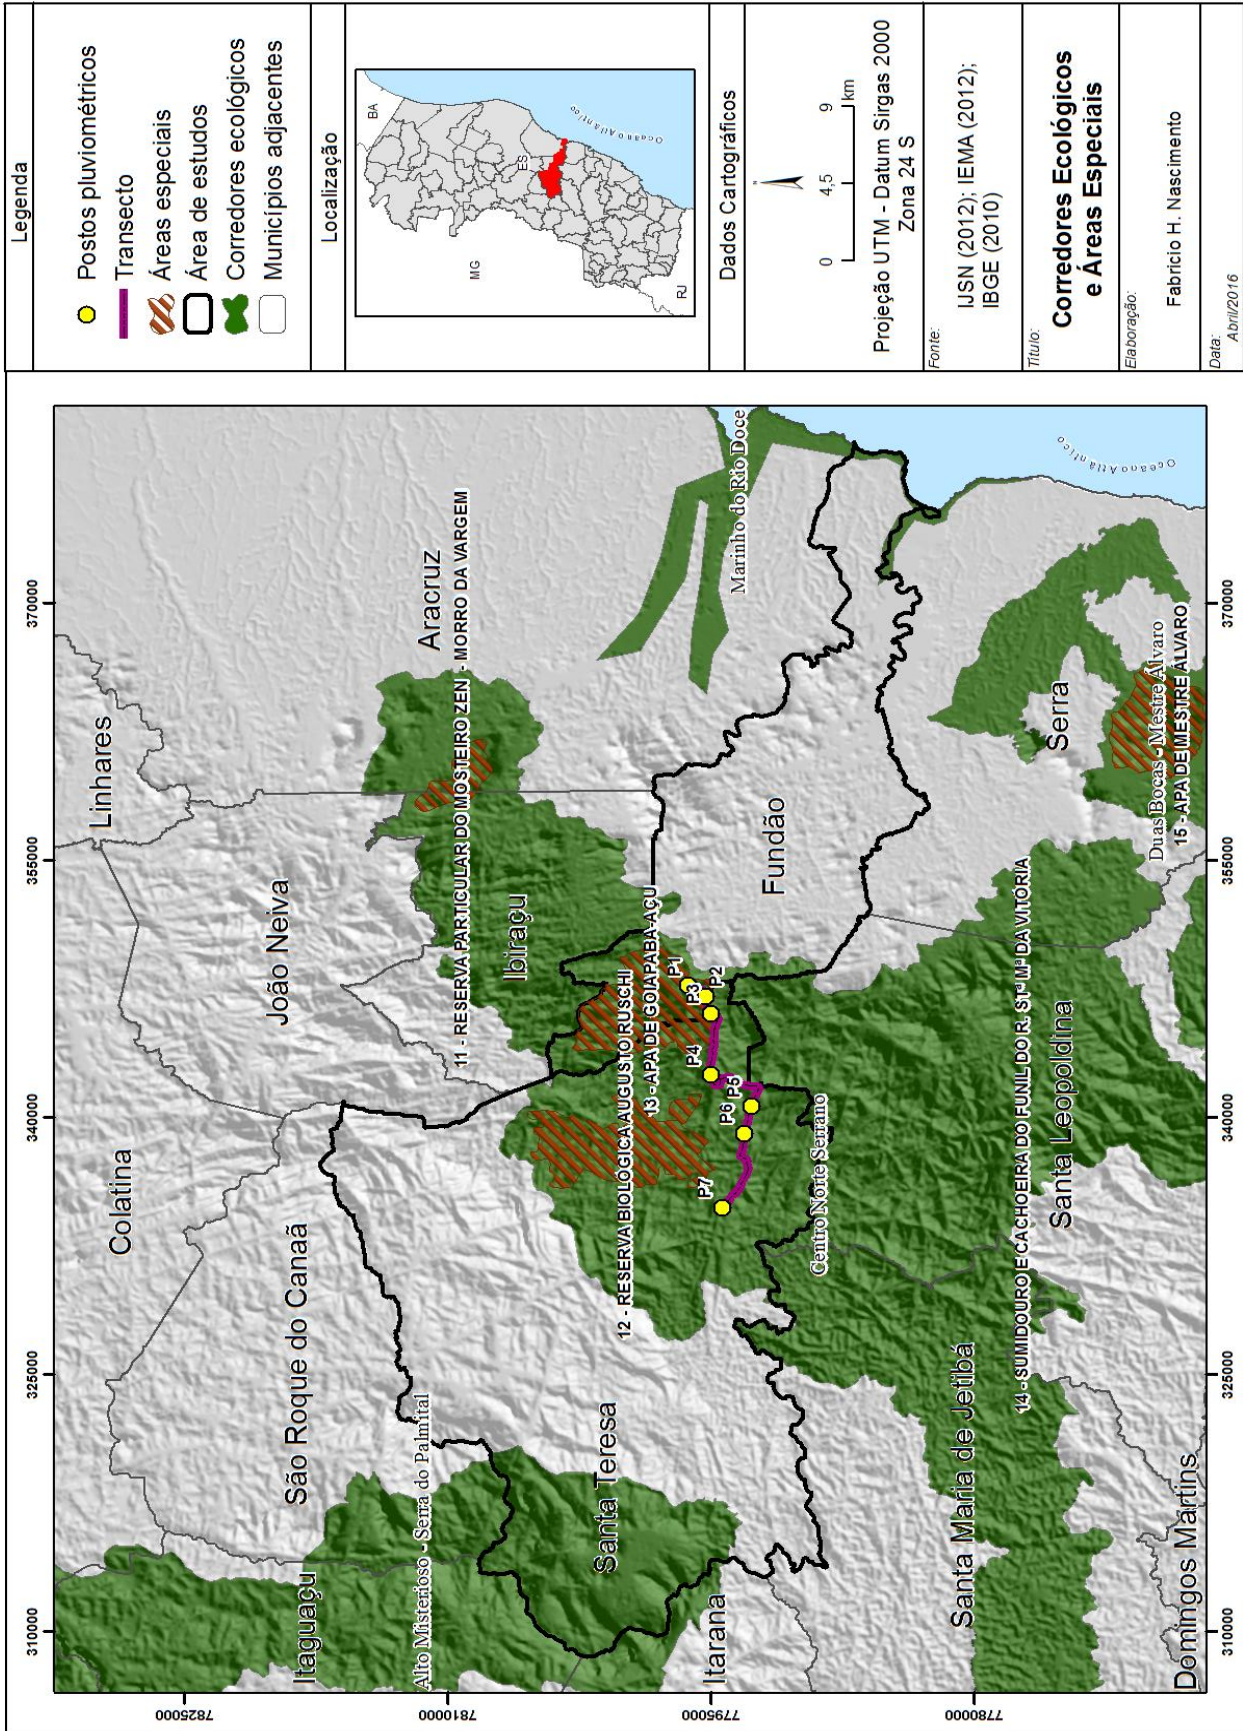 Legenda
Postos pluviométricos
Transecto
Áreas especiais
Área de estudos
Corredores ecológicos
Municípios adjacentes
Localização
BA
MG
ES
RJ
Oceano Atlântico
Dados Cartográficos
N
0 4,5 9
km
Projeção UTM - Datum Sirgas 2000
Zona 24 S
Fonte:
IJSN (2012); IEMA (2012);
IBGE (2010)
Título:
Corredores Ecológicos
e Áreas Especiais
Elaboração:
Fabricio H. Nascimento
Data:
Abril/2016
310000
325000
340000
355000
370000
7825000
7810000
7795000
7780000
Colatina
Linhares
João Neiva
São Roque do Canaã
Itaguaçu
Aracruz
11 - RESERVA PARTICULAR DO MOSTEIRO ZEN - MORRO DA VARGEM
Alto Misterioso - Serra do Palmital
Ibiraçu
Santa Teresa
12 - RESERVA BIOLÓGICA AUGUSTO RUSCHI
13 - APA DE GOIAPABA-AÇU
P1
P3
P2
P4
P5
P6
P7
Itarana
Marinho do Rio Doce
Fundão
Centro Norte Serrano
Santa Maria de Jetibá
14 - SUMIDOURO E CACHOEIRA DO FUNIL DO R. STª Mª DA VITÓRIA
Santa Leopoldina
Serra
Oceano Atlântico
Duas Bocas - Mestre Álvaro
15 - APA DE MESTRE ÁLVARO
Domingos Martins
310000
325000
340000
355000
370000